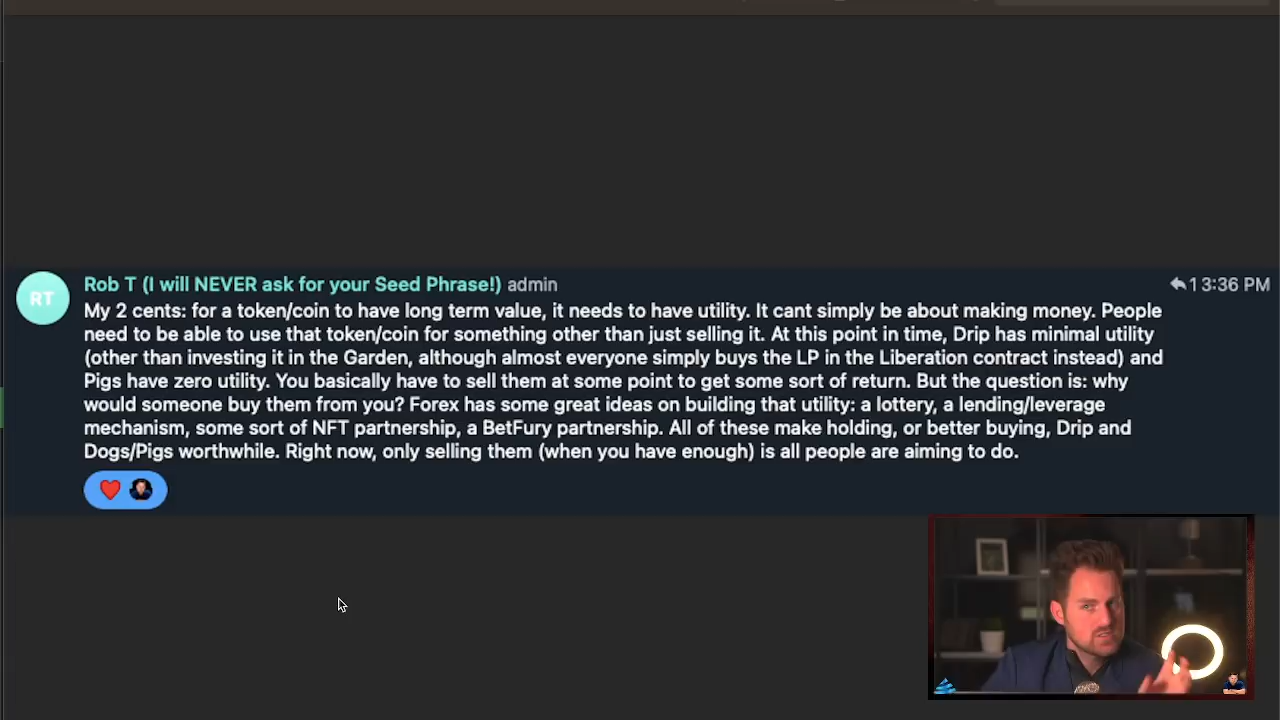 RT
Rob T (I will NEVER ask for your Seed Phrase!) admin
13:36 PM
My 2 cents: for a token/coin to have long term value, it needs to have utility. It cant simply be about making money. People
need to be able to use that token/coin for something other than just selling it. At this point in time, Drip has minimal utility
(other than investing it in the Garden, although almost everyone simply buys the LP in the Liberation contract instead) and
Pigs have zero utility. You basically have to sell them at some point to get some sort of return. But the question is: why
would someone buy them from you? Forex has some great ideas on building that utility: a lottery, a lending/leverage
mechanism, some sort of NFT partnership, a BetFury partnership. All of these make holding, or better buying, Drip and
Dogs/Pigs worthwhile. Right now, only selling them (when you have enough) is all people are aiming to do.